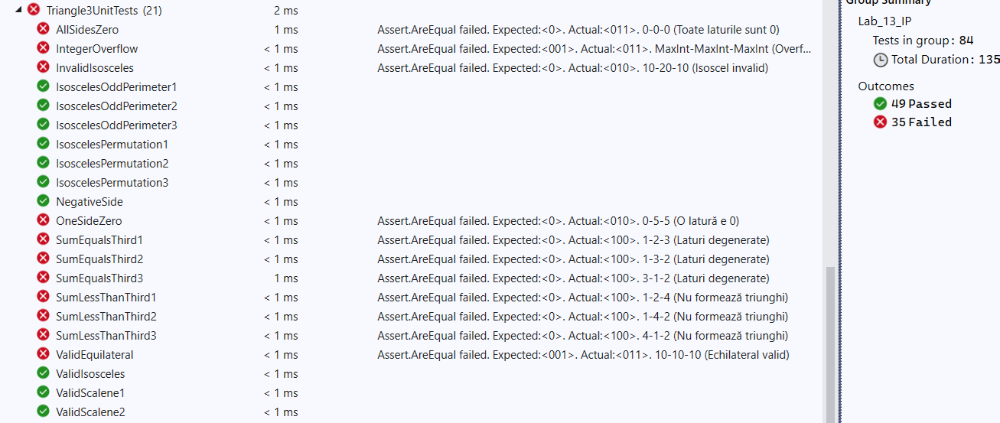 Triangle3UnitTests (21) 2 ms
AllSidesZero 1 ms Assert.AreEqual failed. Expected:<0>. Actual:<011>. 0-0-0 (Toate laturile sunt 0)
IntegerOverflow < 1 ms Assert.AreEqual failed. Expected:<001>. Actual:<011>. MaxInt-MaxInt-MaxInt (Overf...
InvalidIsosceles < 1 ms Assert.AreEqual failed. Expected:<0>. Actual:<010>. 10-20-10 (Isoscel invalid)
IsoscelesOddPerimeter1 < 1 ms
IsoscelesOddPerimeter2 < 1 ms
IsoscelesOddPerimeter3 < 1 ms
IsoscelesPermutation1 < 1 ms
IsoscelesPermutation2 < 1 ms
IsoscelesPermutation3 < 1 ms
NegativeSide < 1 ms
OneSideZero < 1 ms Assert.AreEqual failed. Expected:<0>. Actual:<010>. 0-5-5 (O latură e 0)
SumEqualsThird1 < 1 ms Assert.AreEqual failed. Expected:<0>. Actual:<100>. 1-2-3 (Laturi degenerate)
SumEqualsThird2 < 1 ms Assert.AreEqual failed. Expected:<0>. Actual:<100>. 1-3-2 (Laturi degenerate)
SumEqualsThird3 1 ms Assert.AreEqual failed. Expected:<0>. Actual:<100>. 3-1-2 (Laturi degenerate)
SumLessThanThird1 < 1 ms Assert.AreEqual failed. Expected:<0>. Actual:<100>. 1-2-4 (Nu formează triunghi)
SumLessThanThird2 < 1 ms Assert.AreEqual failed. Expected:<0>. Actual:<100>. 1-4-2 (Nu formează triunghi)
SumLessThanThird3 < 1 ms Assert.AreEqual failed. Expected:<0>. Actual:<100>. 4-1-2 (Nu formează triunghi)
ValidEquilateral < 1 ms Assert.AreEqual failed. Expected:<001>. Actual:<011>. 10-10-10 (Echilateral valid)
ValidIsosceles < 1 ms
ValidScalene1 < 1 ms
ValidScalene2 < 1 ms
Group Summary
Lab_13_IP
Tests in group: 84
Total Duration: 135
Outcomes
49 Passed
35 Failed